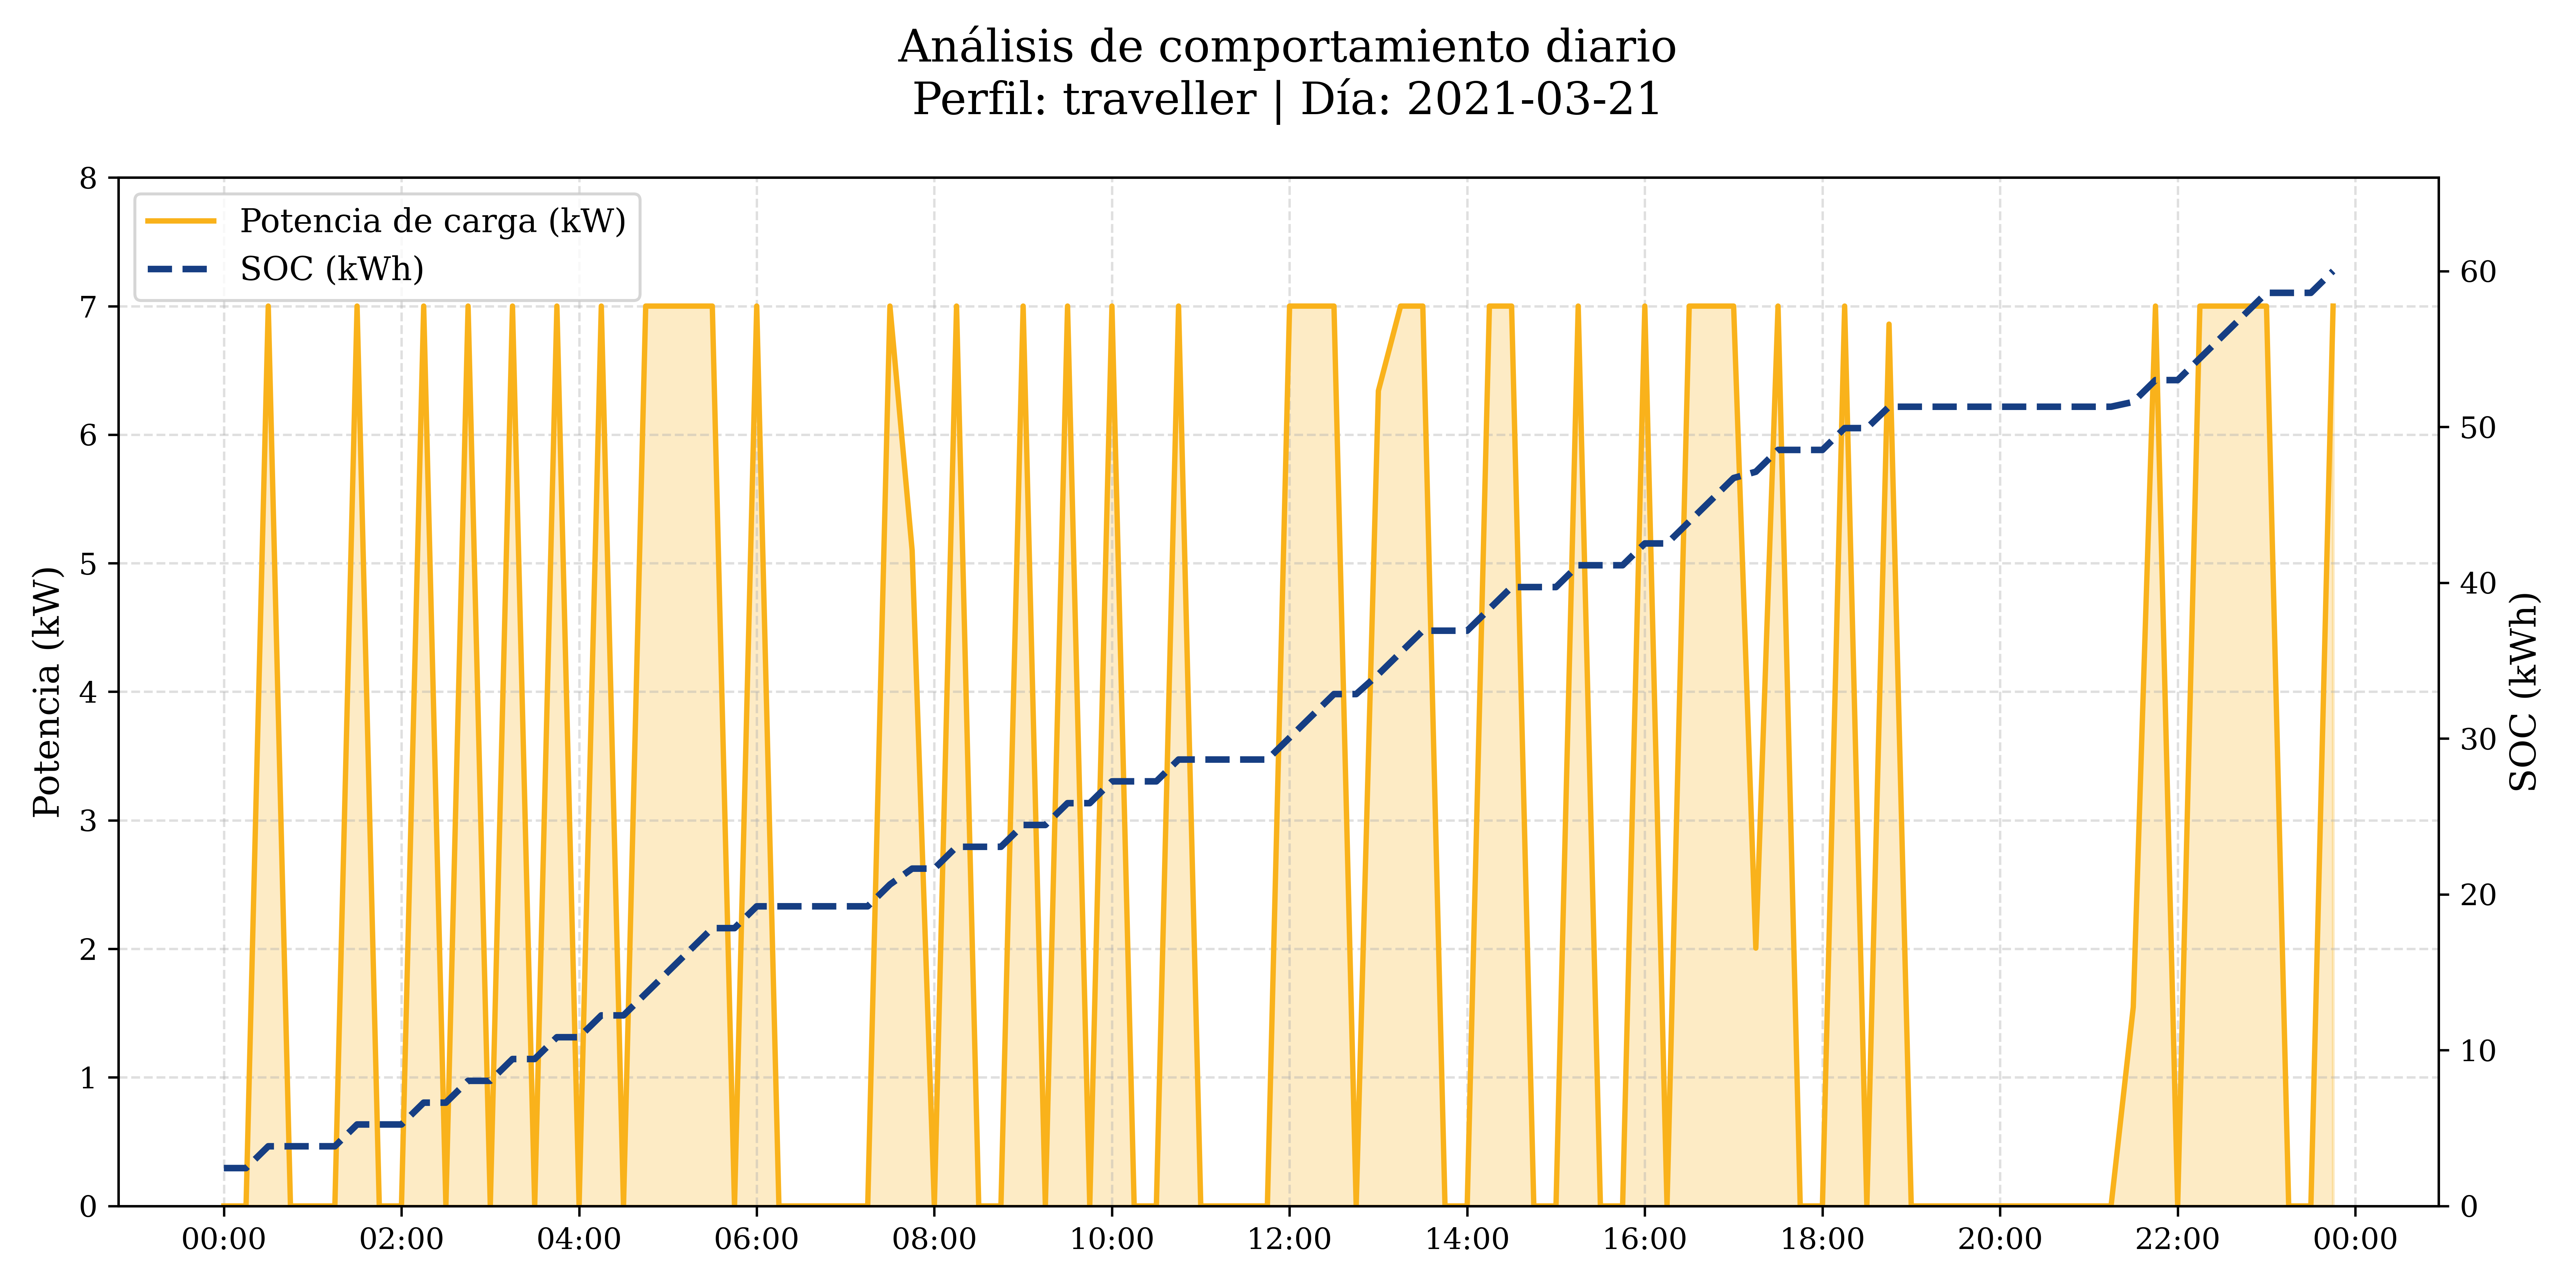 Análisis de comportamiento diario
Perfil: traveller | Día: 2021-03-21
Potencia de carga (kW)
SOC (kWh)
Potencia (kW)
8
7
6
5
4
3
2
1
0
SOC (kWh)
60
50
40
30
20
10
0
00:00 02:00 04:00 06:00 08:00 10:00 12:00 14:00 16:00 18:00 20:00 22:00 00:00